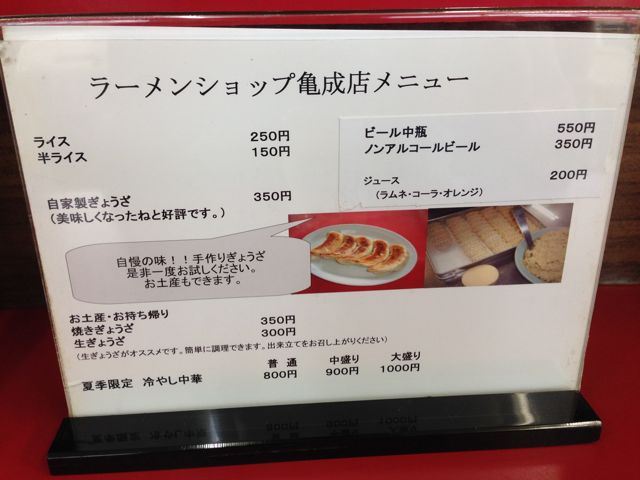 ラーメンショップ亀成店メニュー
ライス 250円
半ライス 150円
ビール中瓶 550円
ノンアルコールビール 350円
ジュース 200円
(ラムネ・コーラ・オレンジ)
自家製ぎょうざ 350円
(美味しくなったねと好評です。)
自慢の味!!手作りぎょうざ
是非一度お試しください。
お土産もできます。
お土産・お持ち帰り
焼きぎょうざ 350円
生ぎょうざ 300円
(生ぎょうざがオススメです。簡単に調理できます。出来立てをお召し上がりください)
普通 中盛り 大盛り
夏季限定 冷やし中華 800円 900円 1000円